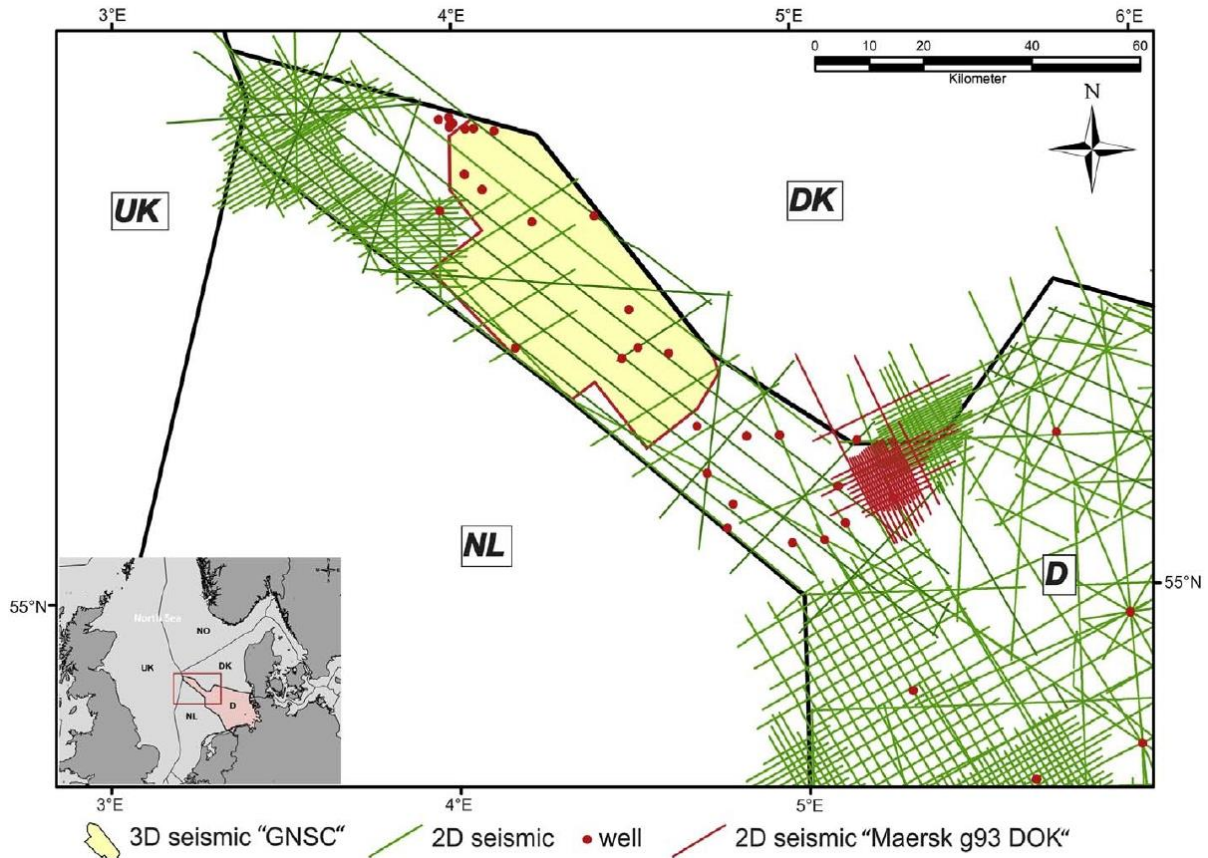 3°E 4°E 5°E 6°E
0 10 20 40 60
Kilometer
N
UK
DK
NL
D
55°N 55°N
North Sea
NO
UK
DK
NL
D
3°E 4°E 5°E
3D seismic “GNSC“ 2D seismic well 2D seismic “Maersk g93 DOK“